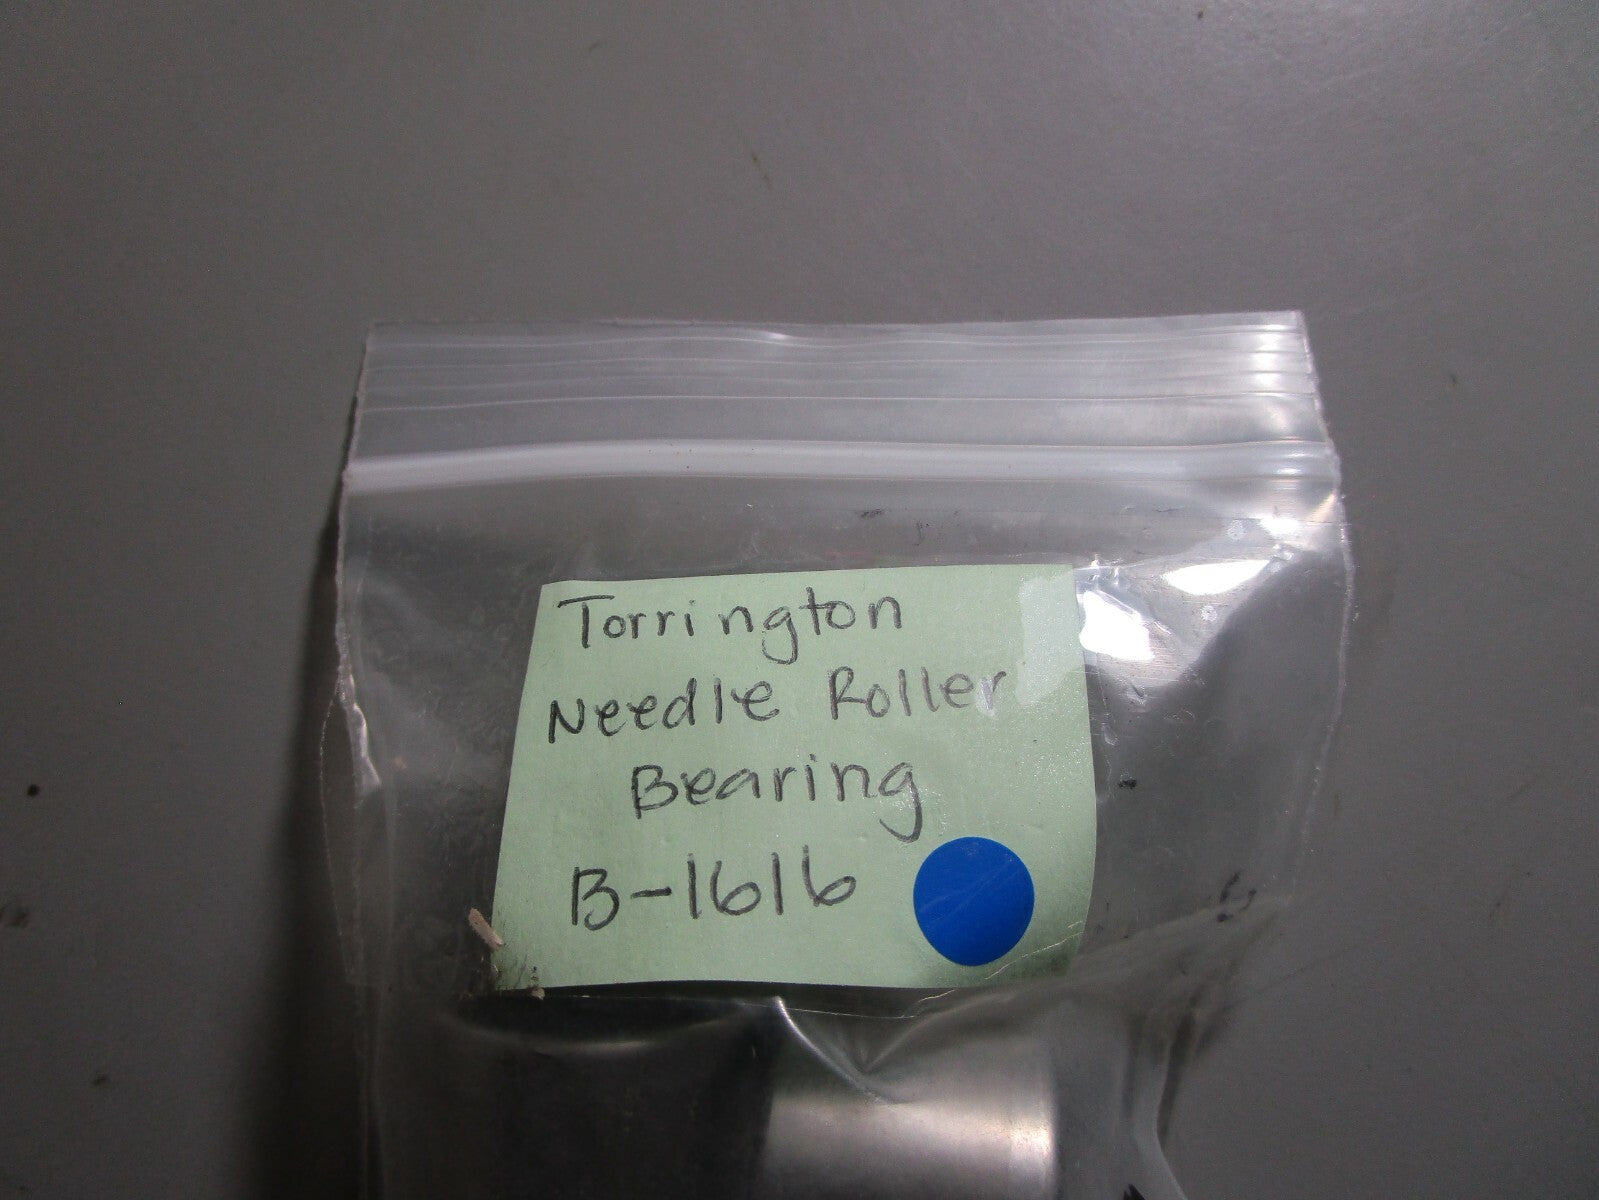 Torrington
Needle Roller
Bearing
B-1616